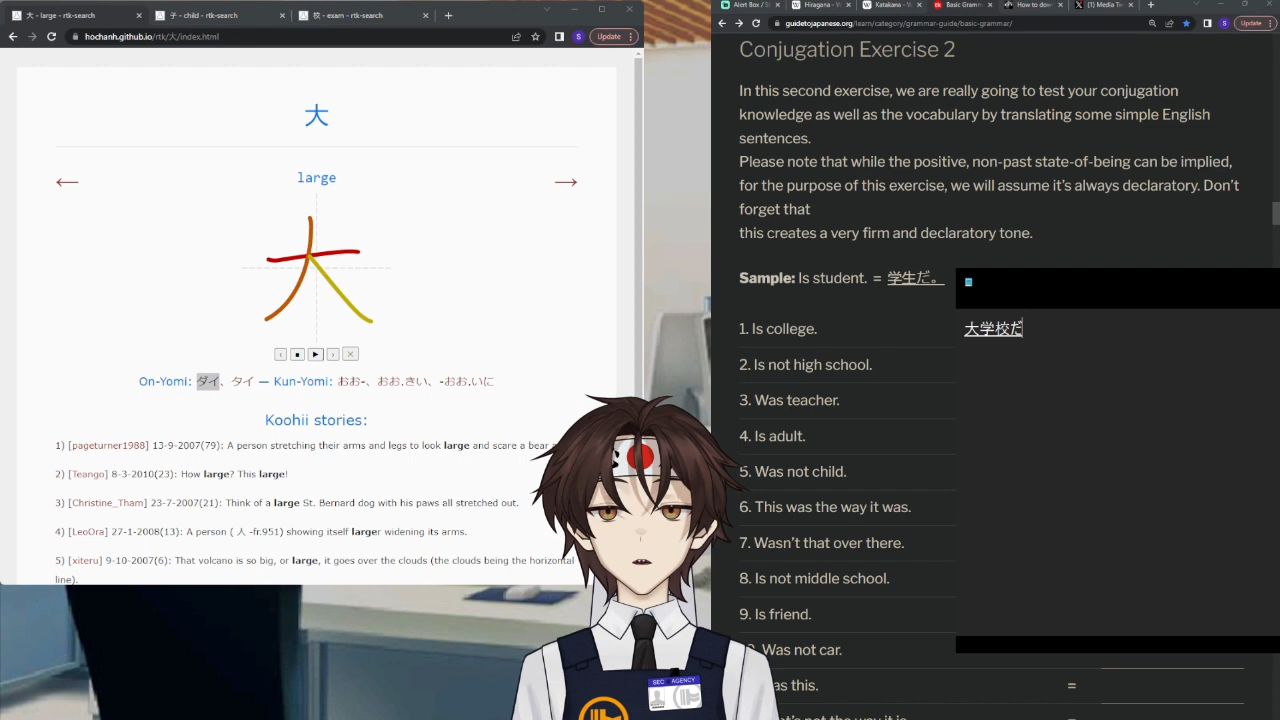 大 - large - rtk-search
子 - child - rtk-search
校 - exam - rtk-search
hochanh.github.io/rtk/大/index.html
Update
大
←
→
large
On-Yomi: ダイ、タイ — Kun-Yomi: おお-、おお.きい、-おお.いに
Koohii stories:
1) [pageturner1988] 13-9-2007(79): A person stretching their arms and legs to look large and scare a bear
2) [Teango] 8-3-2010(23): How large? This large!
3) [Christine_Tham] 23-7-2007(21): Think of a large St. Bernard dog with his paws all stretched out.
4) [LeoOra] 27-1-2008(13): A person ( 人 -fr.951) showing itself larger widening its arms.
5) [xiteru] 9-10-2007(6): That volcano is so big, or large, it goes over the clouds (the clouds being the horizontal
line).
Alert Box / S
Hiragana - W
Katakana - W
Basic Gramm
How to down
(1) Media Tw
guidetojapanese.org/learn/category/grammar-guide/basic-grammar/
Update
Conjugation Exercise 2
In this second exercise, we are really going to test your conjugation
knowledge as well as the vocabulary by translating some simple English
sentences.
Please note that while the positive, non-past state-of-being can be implied,
for the purpose of this exercise, we will assume it's always declaratory. Don't
forget that
this creates a very firm and declaratory tone.
Sample: Is student. = 学生だ。
大学校だ
1. Is college.
2. Is not high school.
3. Was teacher.
4. Is adult.
5. Was not child.
6. This was the way it was.
7. Wasn't that over there.
8. Is not middle school.
9. Is friend.
Was not car.
as this. =
SEC AGENCY